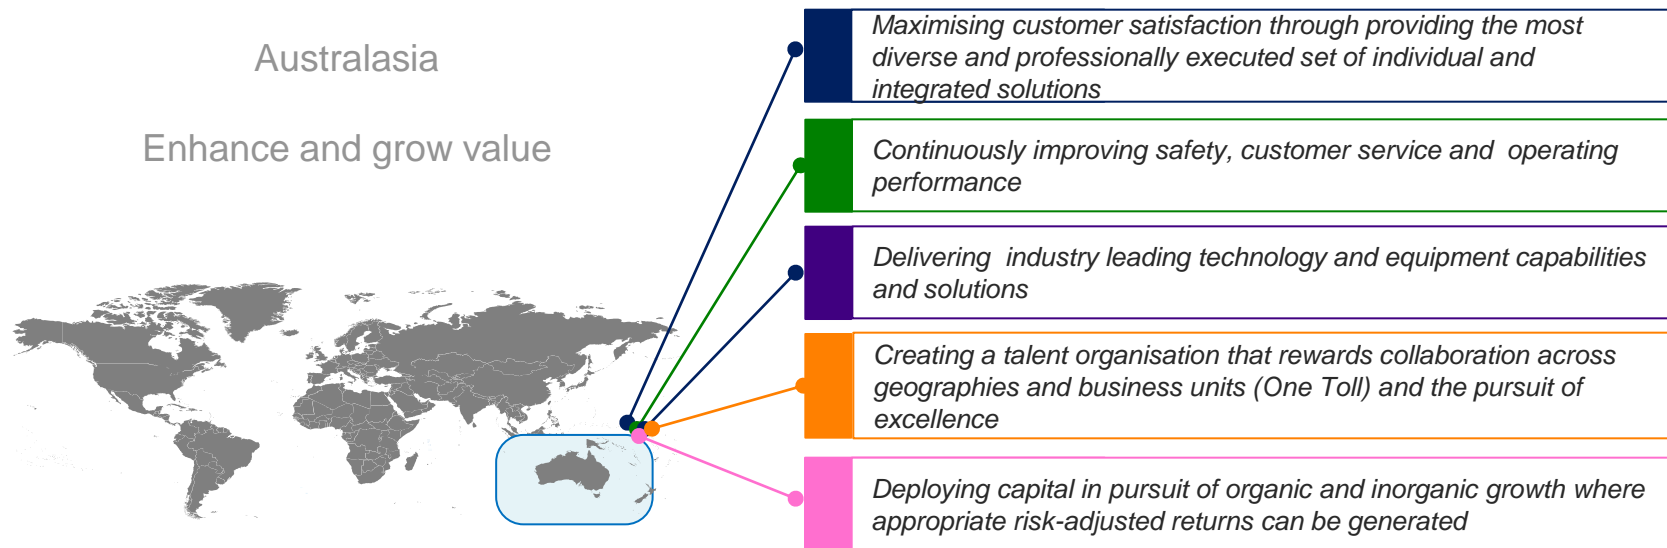 Australasia
Enhance and grow value
Maximising customer satisfaction through providing the most
diverse and professionally executed set of individual and
integrated solutions
Continuously improving safety, customer service and  operating
performance
Delivering  industry leading technology and equipment capabilities
and solutions
Creating a talent organisation that rewards collaboration across
geographies and business units (One Toll) and the pursuit of
excellence
Deploying capital in pursuit of organic and inorganic growth where
appropriate risk-adjusted returns can be generated